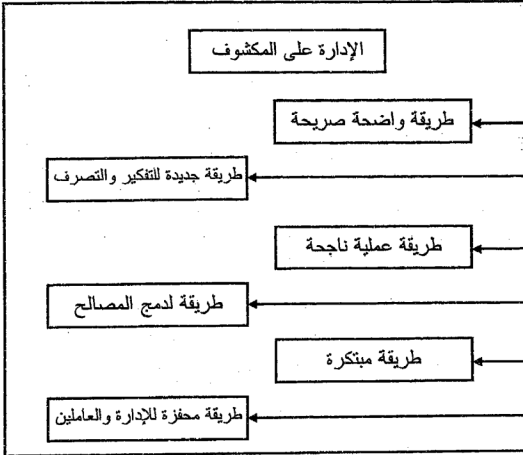 الإدارة على المكشوف
طريقة واضحة صريحة
طريقة جديدة للتفكير والتصرف
طريقة عملية ناجحة
طريقة لدمج المصالح
طريقة مبتكرة
طريقة محفزة للإدارة والعاملين